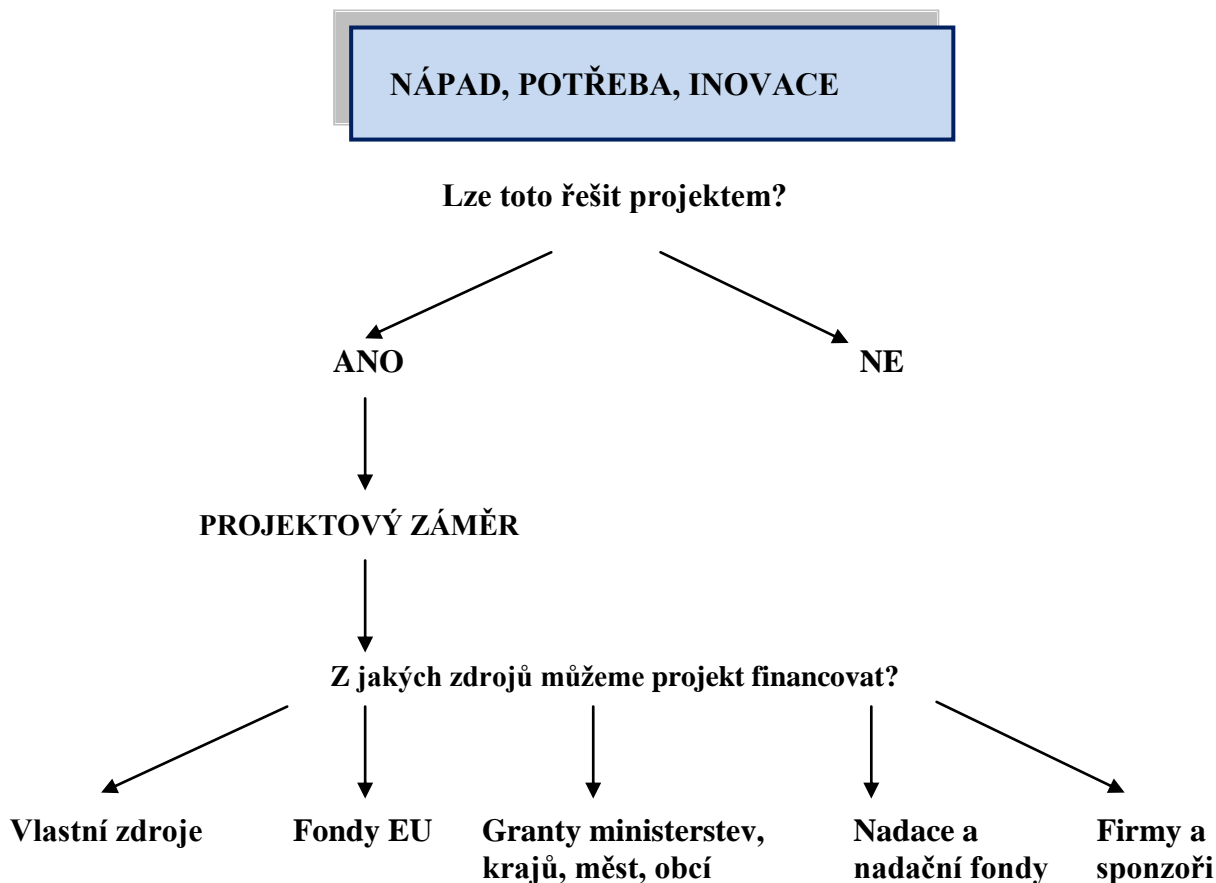 NÁPAD, POTŘEBA, INOVACE
Lze toto řešit projektem?
ANO
NE
PROJEKTOVÝ ZÁMĚR
Z jakých zdrojů můžeme projekt financovat?
Vlastní zdroje
Fondy EU
Granty ministerstev,
krajů, měst, obcí
Nadace a
nadační fondy
Firmy a
sponzoři